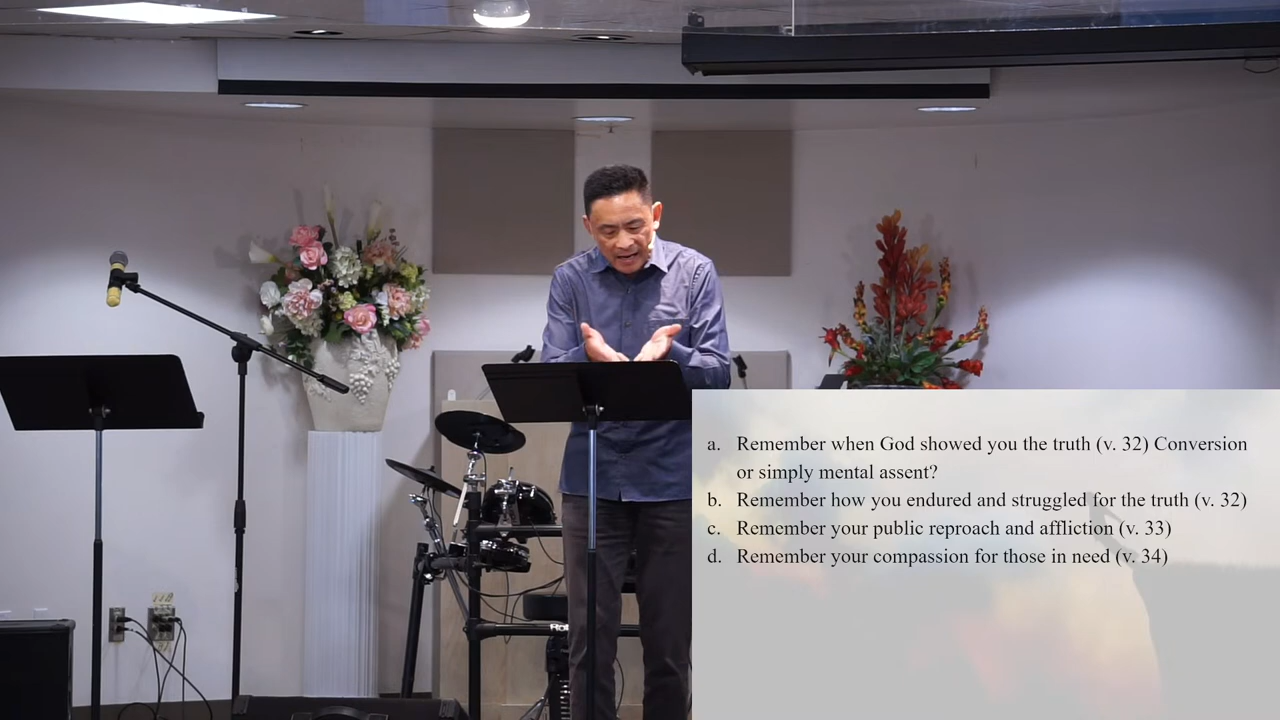 a. Remember when God showed you the truth (v. 32) Conversion
or simply mental assent?
b. Remember how you endured and struggled for the truth (v. 32)
c. Remember your public reproach and affliction (v. 33)
d. Remember your compassion for those in need (v. 34)